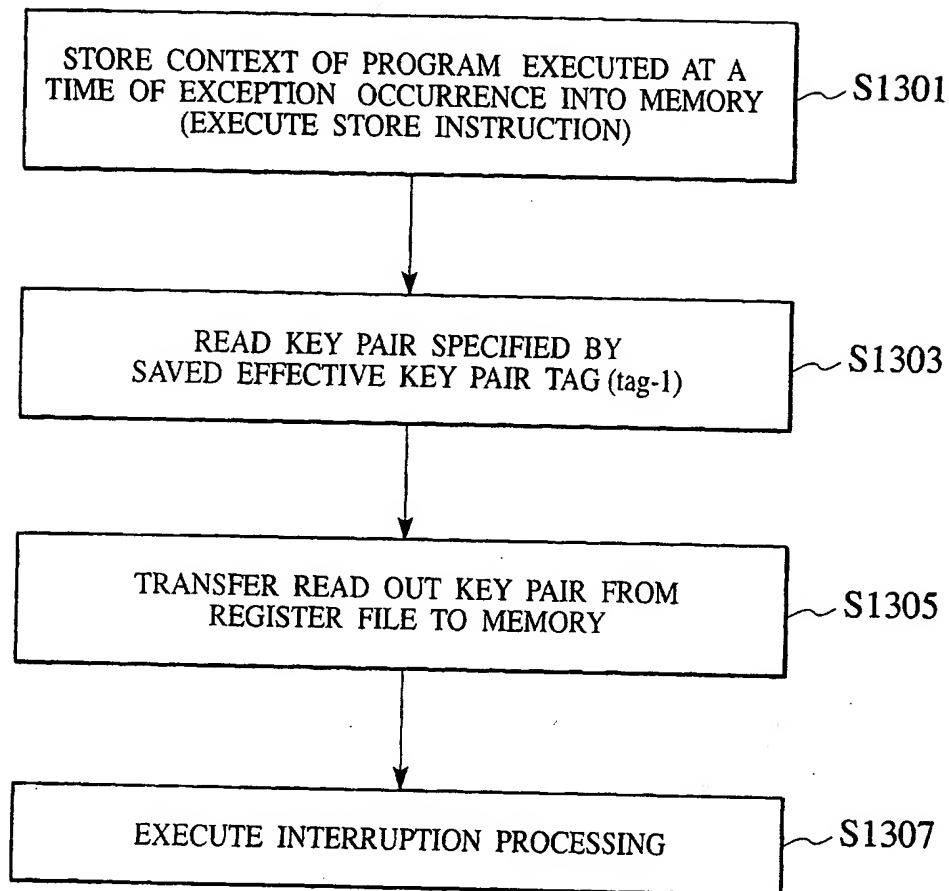 STORE CONTEXT OF PROGRAM EXECUTED AT A
TIME OF EXCEPTION OCCURRENCE INTO MEMORY
(EXECUTE STORE INSTRUCTION)
S1301
READ KEY PAIR SPECIFIED BY
SAVED EFFECTIVE KEY PAIR TAG (tag-1)
S1303
TRANSFER READ OUT KEY PAIR FROM
REGISTER FILE TO MEMORY
S1305
EXECUTE INTERRUPTION PROCESSING
S1307